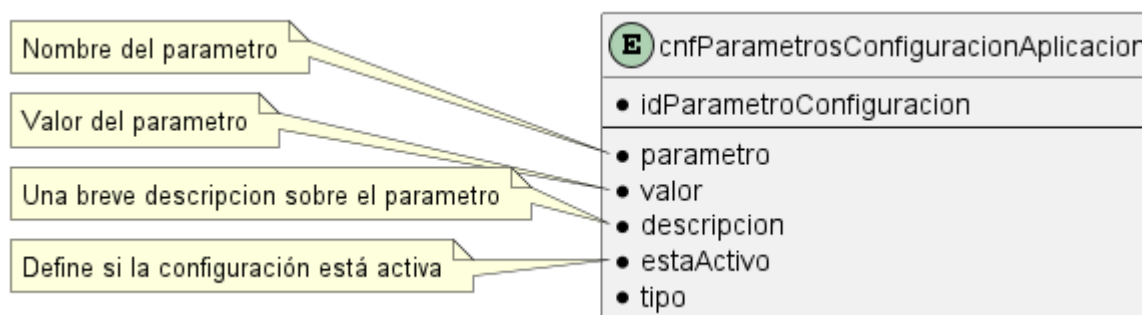 Nombre del parametro
Valor del parametro
Una breve descripcion sobre el parametro
Define si la configuración está activa
E cnfParametrosConfiguracionAplicacion
idParametroConfiguracion
parametro
valor
descripcion
estaActivo
tipo